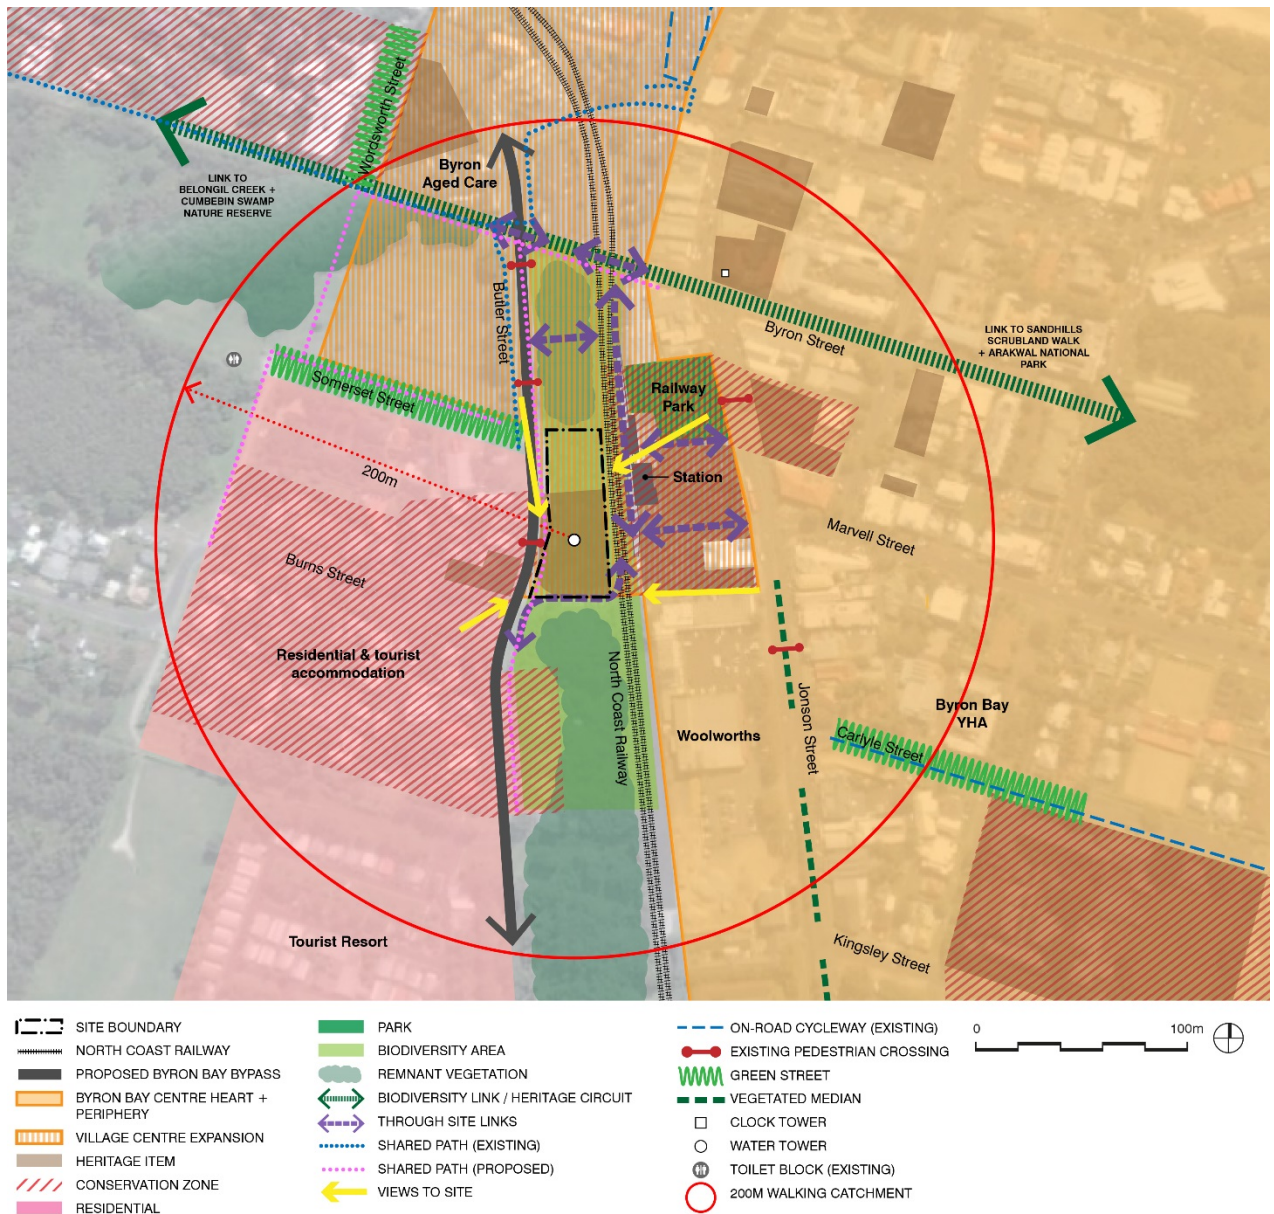 Wordsworth Street
Byron
Aged Care
LINK TO
BELONGIL CREEK +
CUMBEBIN SWAMP
NATURE RESERVE
Butler Street
Byron Street
LINK TO SANDHILLS
SCRUBLAND WALK
+ ARAKWAL NATIONAL
PARK
Somerset Street
Railway
Park
200m
Station
Marvell Street
Burns Street
Residential & tourist
accommodation
North Coast Railway
Woolworths
Jonson Street
Byron Bay
YHA
Carlyle Street
Tourist Resort
Kingsley Street
SITE BOUNDARY
NORTH COAST RAILWAY
PROPOSED BYRON BAY BYPASS
BYRON BAY CENTRE HEART +
PERIPHERY
VILLAGE CENTRE EXPANSION
HERITAGE ITEM
CONSERVATION ZONE
RESIDENTIAL
PARK
BIODIVERSITY AREA
REMNANT VEGETATION
BIODIVERSITY LINK / HERITAGE CIRCUIT
THROUGH SITE LINKS
SHARED PATH (EXISTING)
SHARED PATH (PROPOSED)
VIEWS TO SITE
ON-ROAD CYCLEWAY (EXISTING)
EXISTING PEDESTRIAN CROSSING
GREEN STREET
VEGETATED MEDIAN
CLOCK TOWER
WATER TOWER
TOILET BLOCK (EXISTING)
200M WALKING CATCHMENT
0 100m